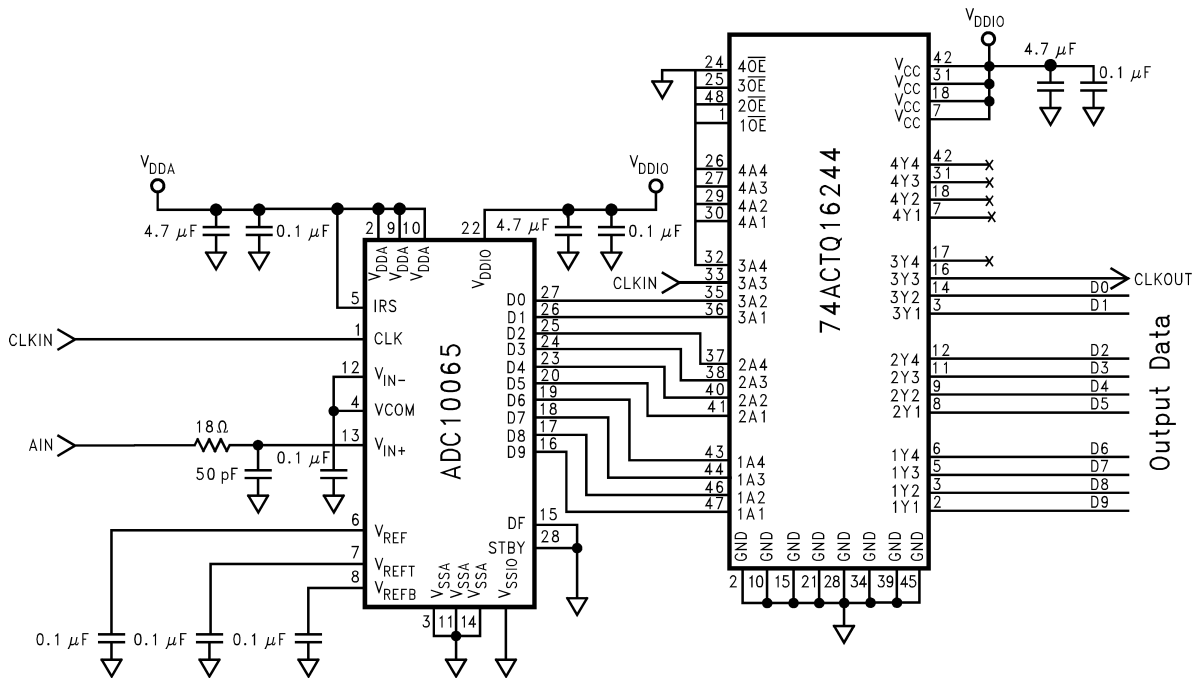 V_DDA
4.7 μF
0.1 μF
V_DDIO
4.7 μF
0.1 μF
2 9 10
22
V_DDA V_DDA V_DDA
V_DDIO
5 IRS
CLKIN
1 CLK
12 V_IN-
4 VCOM
AIN
18Ω
50 pF
0.1 μF
13 V_IN+
6 V_REF
7 V_REFT
8 V_REFB
0.1 μF
0.1 μF
0.1 μF
ADC10065
D0 27
D1 26
D2 25
D3 24
D4 23
D5 20
D6 19
D7 18
D8 17
D9 16
DF 15
STBY 28
V_SSA V_SSA V_SSA
V_SSIO
3 11 14
24 4O̅E̅
25 3O̅E̅
48 2O̅E̅
1 1O̅E̅
26 4A4
27 4A3
29 4A2
30 4A1
32 3A4
CLKIN
33 3A3
35 3A2
36 3A1
37 2A4
38 2A3
40 2A2
41 2A1
43 1A4
44 1A3
46 1A2
47 1A1
74ACTQ16244
V_DDIO
4.7 μF
0.1 μF
V_CC 42
V_CC 31
V_CC 18
V_CC 7
4Y4 42
4Y3 31
4Y2 18
4Y1 7
3Y4 17
3Y3 16
CLKOUT
3Y2 14 D0
3Y1 3 D1
2Y4 12 D2
2Y3 11 D3
2Y2 9 D4
2Y1 8 D5
1Y4 6 D6
1Y3 5 D7
1Y2 3 D8
1Y1 2 D9
Output Data
GND GND GND GND GND GND GND GND
2 10 15 21 28 34 39 45